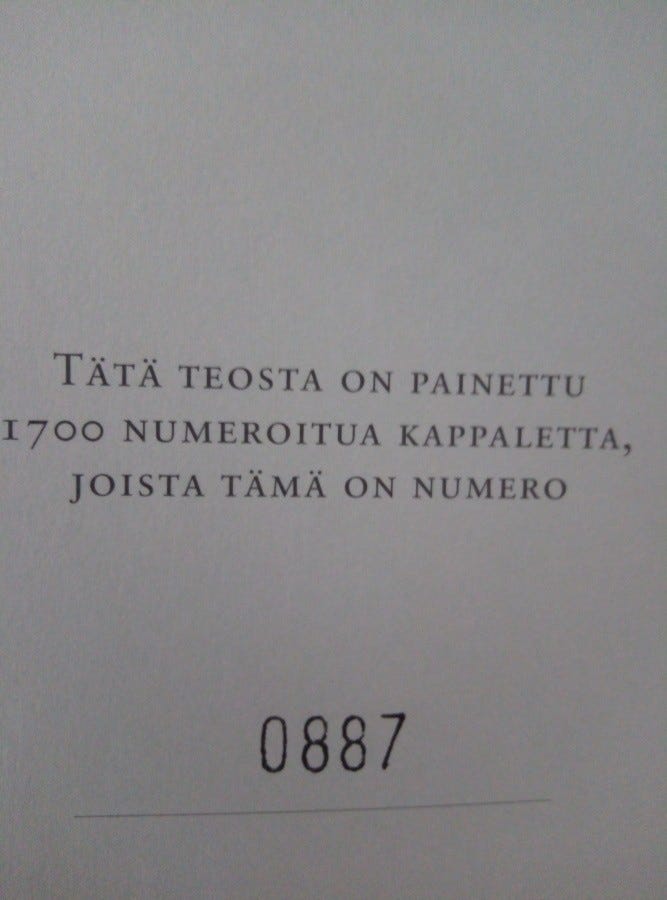 Tätä teosta on painettu
1700 numeroitua kappaletta,
joista tämä on numero
0887